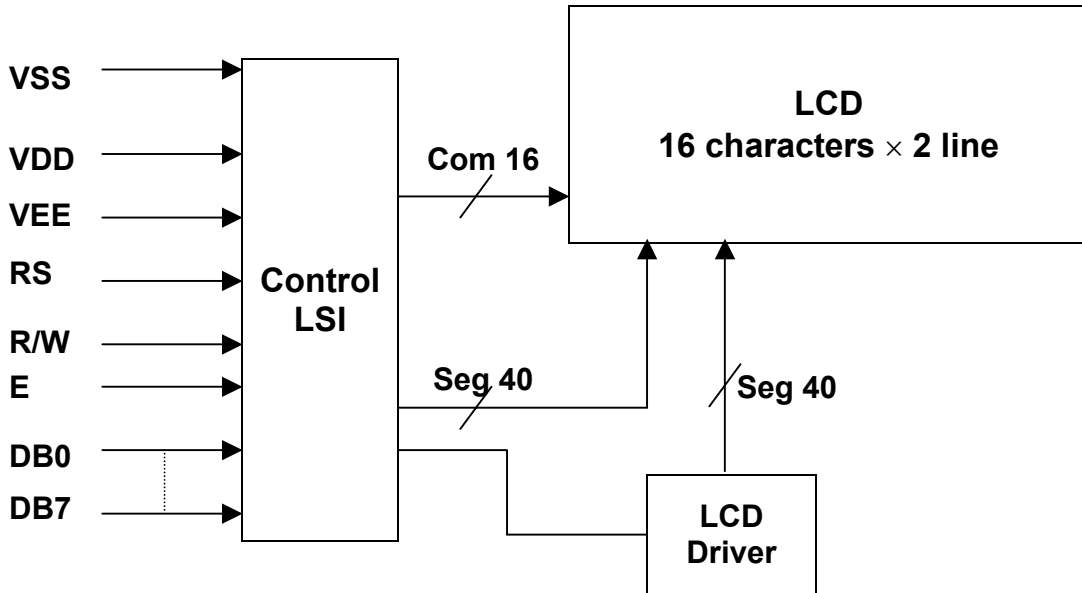 VSS
VDD
VEE
RS
R/W
E
DB0
DB7
Control
LSI
Com 16
Seg 40
LCD
16 characters × 2 line
Seg 40
LCD
Driver